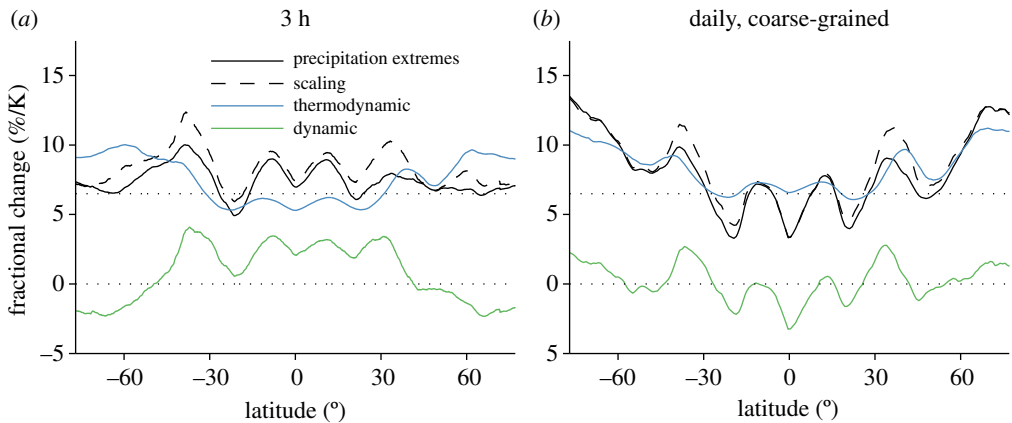 (a) 3 h
precipitation extremes
scaling
thermodynamic
dynamic
fractional change (%/K)
15
10
5
0
–5
–60 –30 0 30 60
latitude (º)
(b) daily, coarse-grained
15
10
5
0
–5
–60 –30 0 30 60
latitude (º)